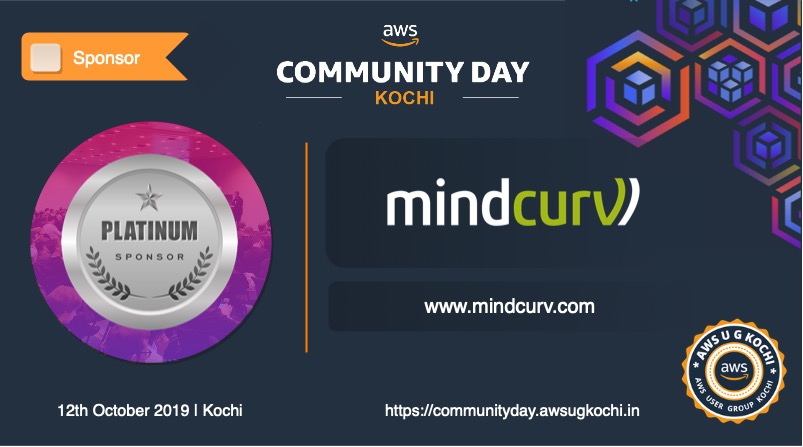 Sponsor
aws
COMMUNITY DAY
KOCHI
PLATINUM
SPONSOR
mindcurv
www.mindcurv.com
AWS U G KOCHI
aws
AWS USER GROUP KOCHI
12th October 2019 | Kochi
https://communityday.awsugkochi.in